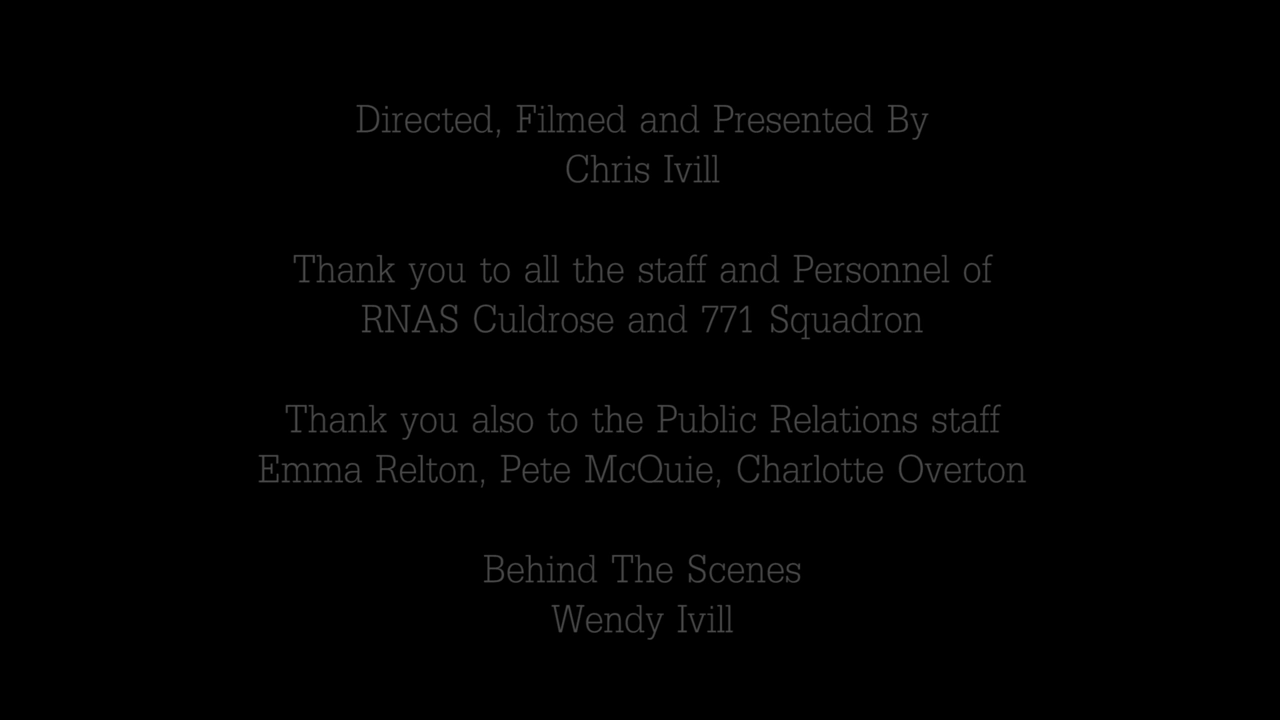 Directed, Filmed and Presented By
Chris Ivill
Thank you to all the staff and Personnel of
RNAS Culdrose and 771 Squadron
Thank you also to the Public Relations staff
Emma Relton, Pete McQuie, Charlotte Overton
Behind The Scenes
Wendy Ivill